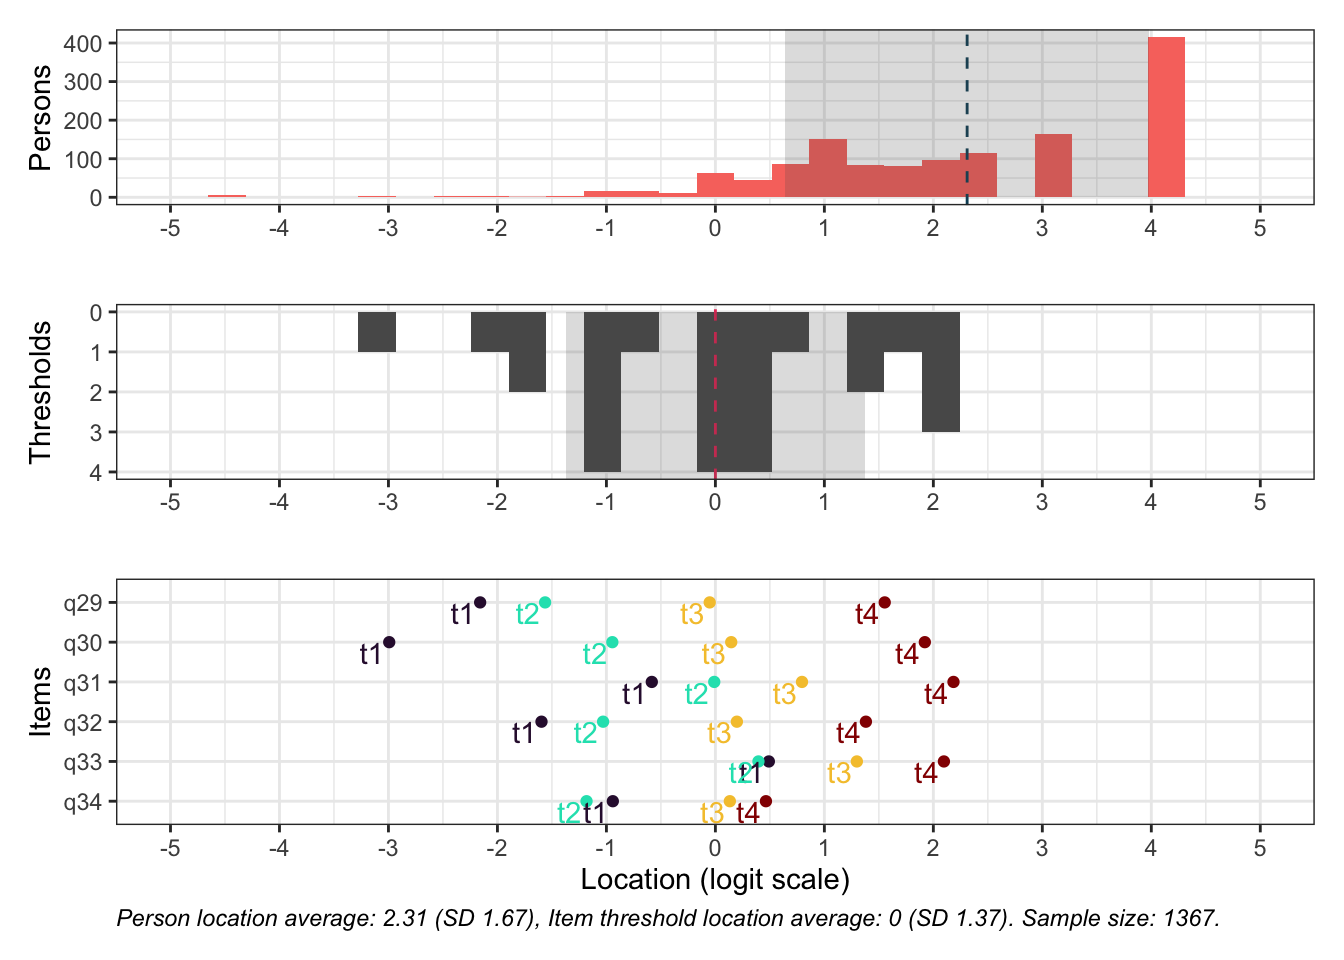 Persons
400
300
200
100
0
-5 -4 -3 -2 -1 0 1 2 3 4 5
Thresholds
0
1
2
3
4
-5 -4 -3 -2 -1 0 1 2 3 4 5
Items
q29 t1 t2 t3 t4
q30 t1 t2 t3 t4
q31 t1 t2 t3 t4
q32 t1 t2 t3 t4
q33 t2 t1 t3 t4
q34 t2 t1 t3 t4
-5 -4 -3 -2 -1 0 1 2 3 4 5
Location (logit scale)
Person location average: 2.31 (SD 1.67), Item threshold location average: 0 (SD 1.37). Sample size: 1367.